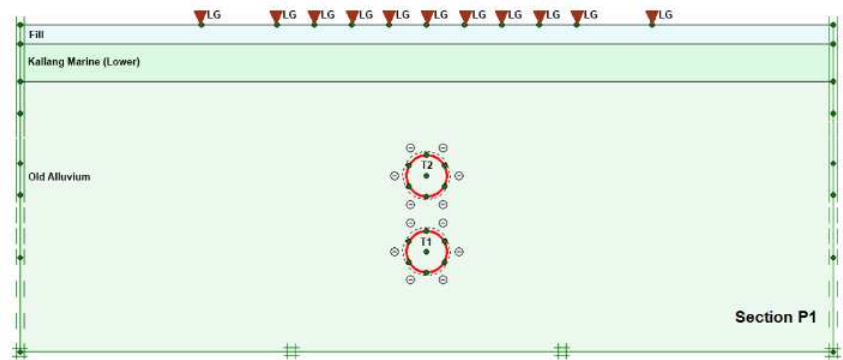 LG LG LG LG LG LG LG LG LG LG LG
Fill
Kallang Marine (Lower)
T2
Old Alluvium
T1
Section P1